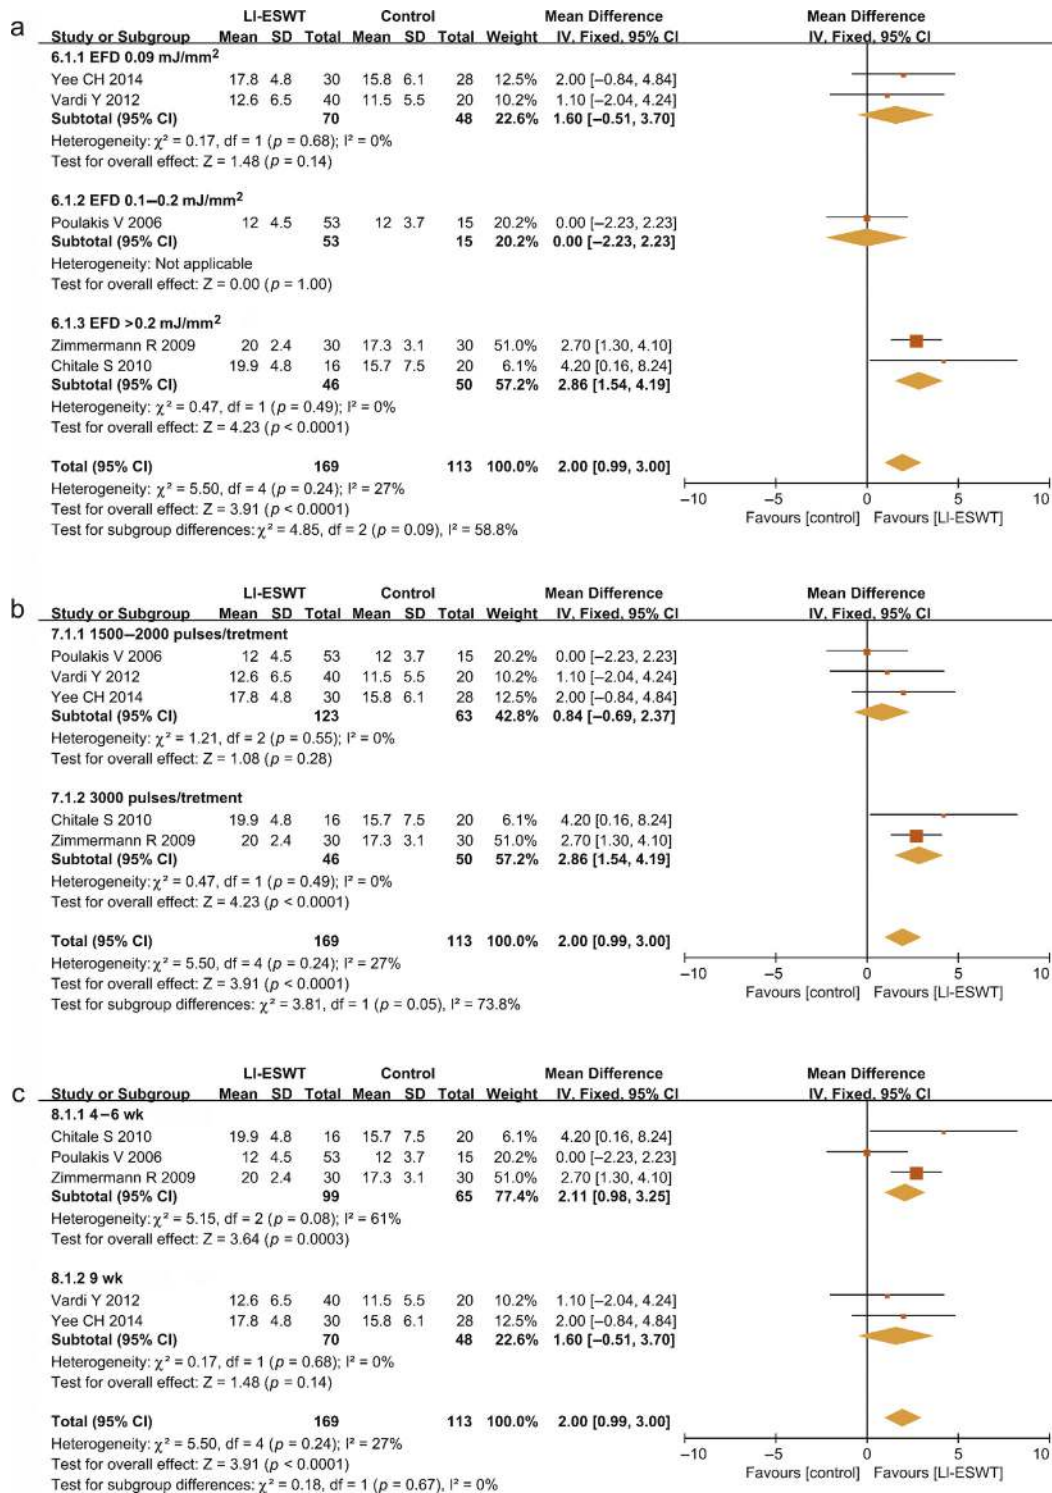 a
LI-ESWT Control Mean Difference Mean Difference
Study or Subgroup Mean SD Total Mean SD Total Weight IV, Fixed, 95% CI IV, Fixed, 95% CI
6.1.1 EFD 0.09 mJ/mm²
Yee CH 2014 17.8 4.8 30 15.8 6.1 28 12.5% 2.00 [−0.84, 4.84]
Vardi Y 2012 12.6 6.5 40 11.5 5.5 20 10.2% 1.10 [−2.04, 4.24]
Subtotal (95% CI) 70 48 22.6% 1.60 [−0.51, 3.70]
Heterogeneity: χ² = 0.17, df = 1 (p = 0.68); I² = 0%
Test for overall effect: Z = 1.48 (p = 0.14)
6.1.2 EFD 0.1−0.2 mJ/mm²
Poulakis V 2006 12 4.5 53 12 3.7 15 20.2% 0.00 [−2.23, 2.23]
Subtotal (95% CI) 53 15 20.2% 0.00 [−2.23, 2.23]
Heterogeneity: Not applicable
Test for overall effect: Z = 0.00 (p = 1.00)
6.1.3 EFD >0.2 mJ/mm²
Zimmermann R 2009 20 2.4 30 17.3 3.1 30 51.0% 2.70 [1.30, 4.10]
Chitale S 2010 19.9 4.8 16 15.7 7.5 20 6.1% 4.20 [0.16, 8.24]
Subtotal (95% CI) 46 50 57.2% 2.86 [1.54, 4.19]
Heterogeneity: χ² = 0.47, df = 1 (p = 0.49); I² = 0%
Test for overall effect: Z = 4.23 (p < 0.0001)
Total (95% CI) 169 113 100.0% 2.00 [0.99, 3.00]
Heterogeneity: χ² = 5.50, df = 4 (p = 0.24); I² = 27%
Test for overall effect: Z = 3.91 (p < 0.0001)
Test for subgroup differences: χ² = 4.85, df = 2 (p = 0.09), I² = 58.8%
−10 −5 0 5 10
Favours [control] Favours [LI-ESWT]
b
LI-ESWT Control Mean Difference Mean Difference
Study or Subgroup Mean SD Total Mean SD Total Weight IV, Fixed, 95% CI IV, Fixed, 95% CI
7.1.1 1500−2000 pulses/tretment
Poulakis V 2006 12 4.5 53 12 3.7 15 20.2% 0.00 [−2.23, 2.23]
Vardi Y 2012 12.6 6.5 40 11.5 5.5 20 10.2% 1.10 [−2.04, 4.24]
Yee CH 2014 17.8 4.8 30 15.8 6.1 28 12.5% 2.00 [−0.84, 4.84]
Subtotal (95% CI) 123 63 42.8% 0.84 [−0.69, 2.37]
Heterogeneity: χ² = 1.21, df = 2 (p = 0.55); I² = 0%
Test for overall effect: Z = 1.08 (p = 0.28)
7.1.2 3000 pulses/tretment
Chitale S 2010 19.9 4.8 16 15.7 7.5 20 6.1% 4.20 [0.16, 8.24]
Zimmermann R 2009 20 2.4 30 17.3 3.1 30 51.0% 2.70 [1.30, 4.10]
Subtotal (95% CI) 46 50 57.2% 2.86 [1.54, 4.19]
Heterogeneity: χ² = 0.47, df = 1 (p = 0.49); I² = 0%
Test for overall effect: Z = 4.23 (p < 0.0001)
Total (95% CI) 169 113 100.0% 2.00 [0.99, 3.00]
Heterogeneity: χ² = 5.50, df = 4 (p = 0.24); I² = 27%
Test for overall effect: Z = 3.91 (p < 0.0001)
Test for subgroup differences: χ² = 3.81, df = 1 (p = 0.05), I² = 73.8%
−10 −5 0 5 10
Favours [control] Favours [LI-ESWT]
c
LI-ESWT Control Mean Difference Mean Difference
Study or Subgroup Mean SD Total Mean SD Total Weight IV, Fixed, 95% CI IV, Fixed, 95% CI
8.1.1 4−6 wk
Chitale S 2010 19.9 4.8 16 15.7 7.5 20 6.1% 4.20 [0.16, 8.24]
Poulakis V 2006 12 4.5 53 12 3.7 15 20.2% 0.00 [−2.23, 2.23]
Zimmermann R 2009 20 2.4 30 17.3 3.1 30 51.0% 2.70 [1.30, 4.10]
Subtotal (95% CI) 99 65 77.4% 2.11 [0.98, 3.25]
Heterogeneity: χ² = 5.15, df = 2 (p = 0.08); I² = 61%
Test for overall effect: Z = 3.64 (p = 0.0003)
8.1.2 9 wk
Vardi Y 2012 12.6 6.5 40 11.5 5.5 20 10.2% 1.10 [−2.04, 4.24]
Yee CH 2014 17.8 4.8 30 15.8 6.1 28 12.5% 2.00 [−0.84, 4.84]
Subtotal (95% CI) 70 48 22.6% 1.60 [−0.51, 3.70]
Heterogeneity: χ² = 0.17, df = 1 (p = 0.68); I² = 0%
Test for overall effect: Z = 1.48 (p = 0.14)
Total (95% CI) 169 113 100.0% 2.00 [0.99, 3.00]
Heterogeneity: χ² = 5.50, df = 4 (p = 0.24); I² = 27%
Test for overall effect: Z = 3.91 (p < 0.0001)
Test for subgroup differences: χ² = 0.18, df = 1 (p = 0.67), I² = 0%
−10 −5 0 5 10
Favours [control] Favours [LI-ESWT]